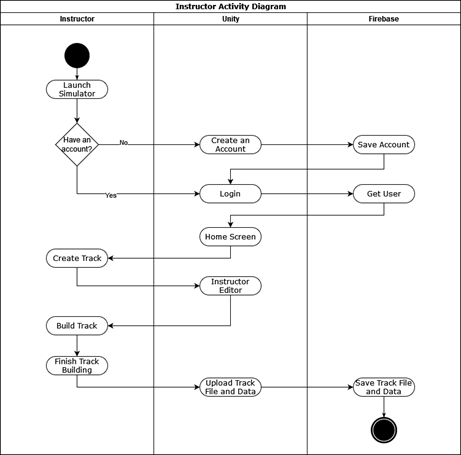 Instructor Activity Diagram
Instructor
Unity
Firebase
Launch
Simulator
Have an
account?
No
Create an
Account
Save Account
Yes
Login
Get User
Home Screen
Create Track
Instructor
Editor
Build Track
Finish Track
Building
Upload Track
File and Data
Save Track File
and Data